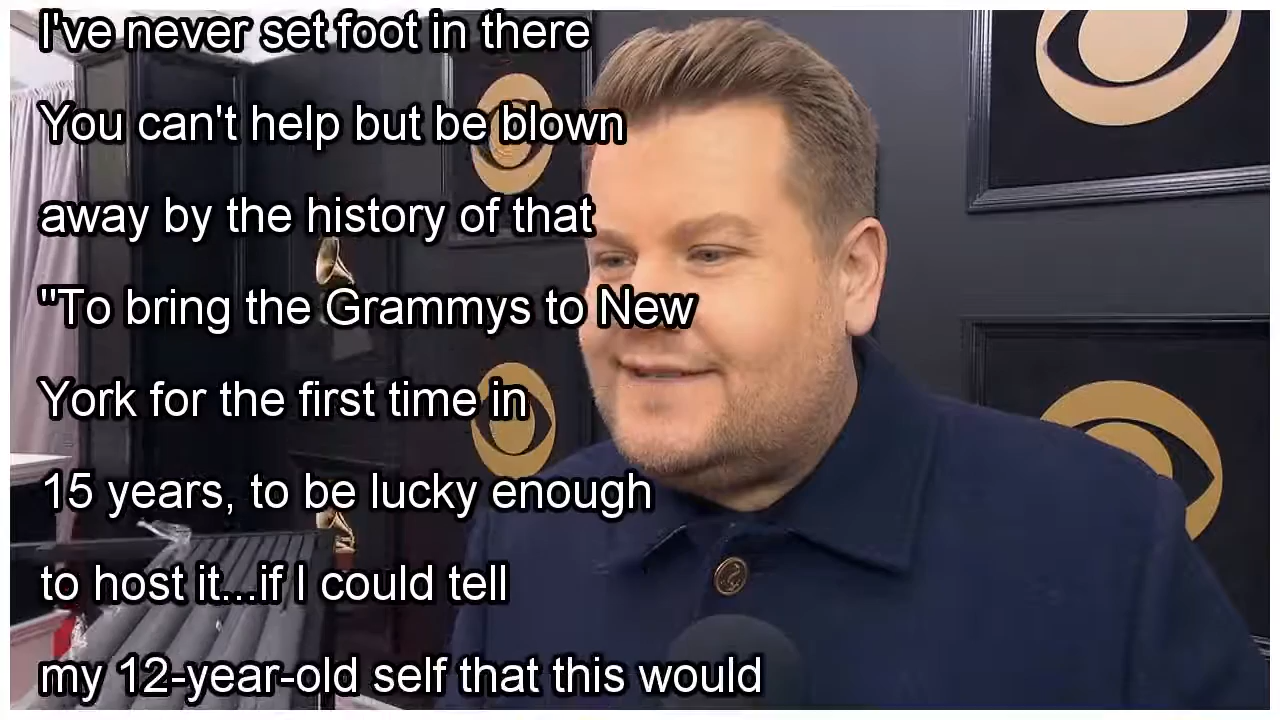 I've never set foot in there
You can't help but be blown
away by the history of that
"To bring the Grammys to New
York for the first time in
15 years, to be lucky enough
to host it...if I could tell
my 12-year-old self that this would